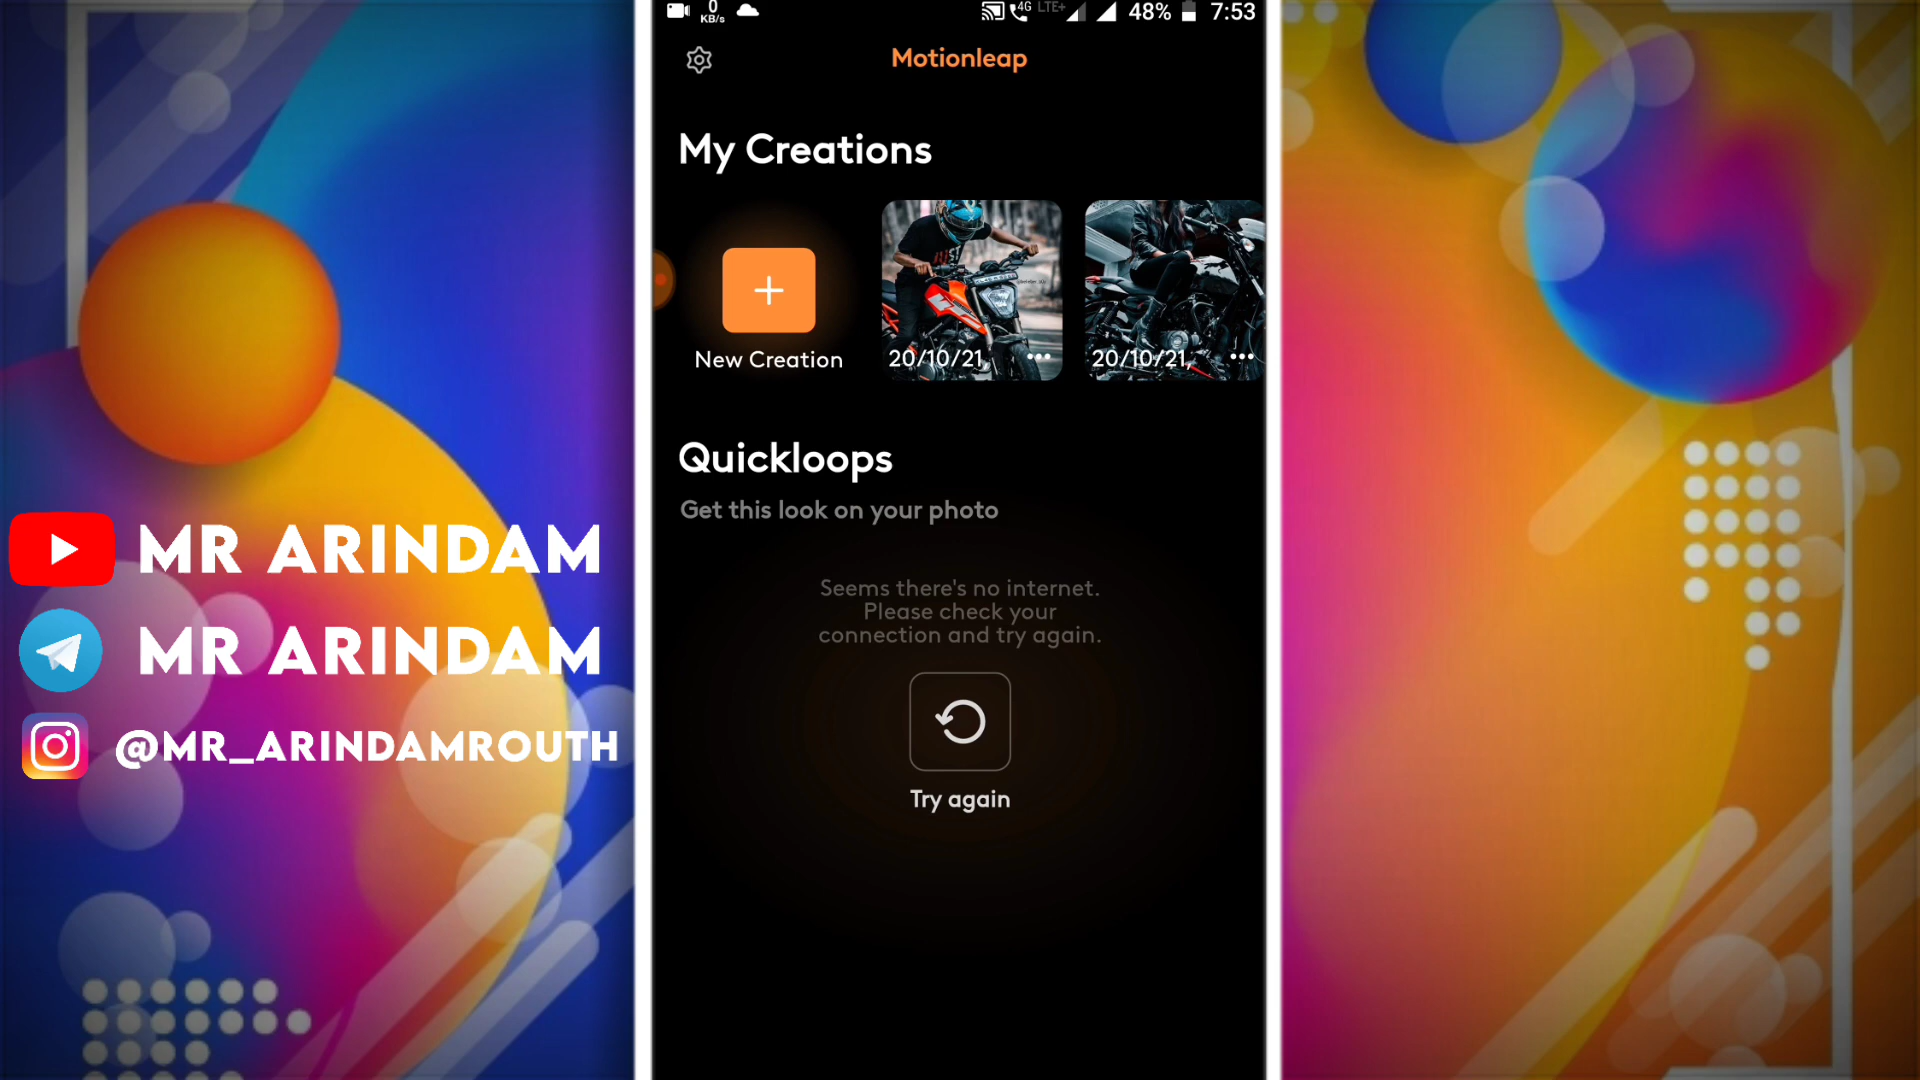 MR ARINDAM
MR ARINDAM
@MR_ARINDAMROUTH
0
KB/s
4G
LTE+
48%
7:53
Motionleap
My Creations
New Creation
20/10/21,
20/10/21,
Quickloops
Get this look on your photo
Seems there's no internet.
Please check your
connection and try again.
Try again